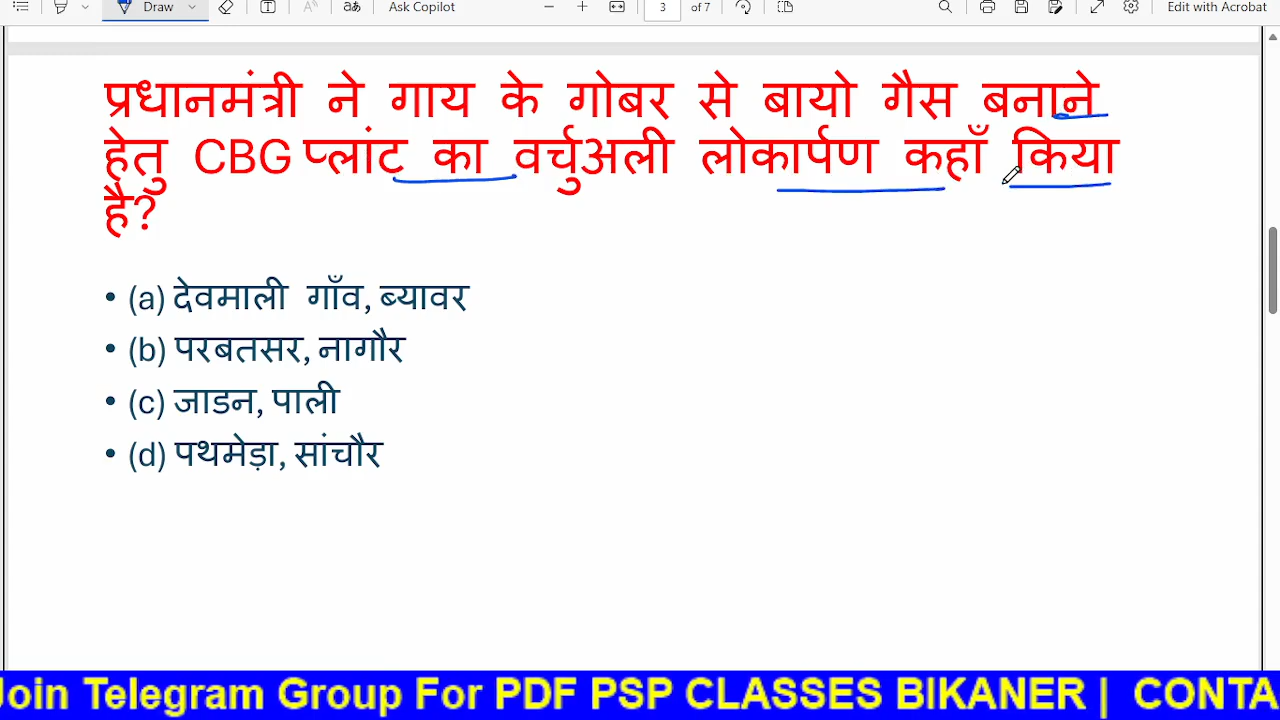 Draw
Ask Copilot
3 of 7
Edit with Acrobat
प्रधानमंत्री ने गाय के गोबर से बायो गैस बनाने
हेतु CBG प्लांट का वर्चुअली लोकार्पण कहाँ किया
है?
• (a) देवमाली गाँव, ब्यावर
• (b) परबतसर, नागौर
• (c) जाडन, पाली
• (d) पथमेड़ा, सांचौर
Join Telegram Group For PDF PSP CLASSES BIKANER | CONTA